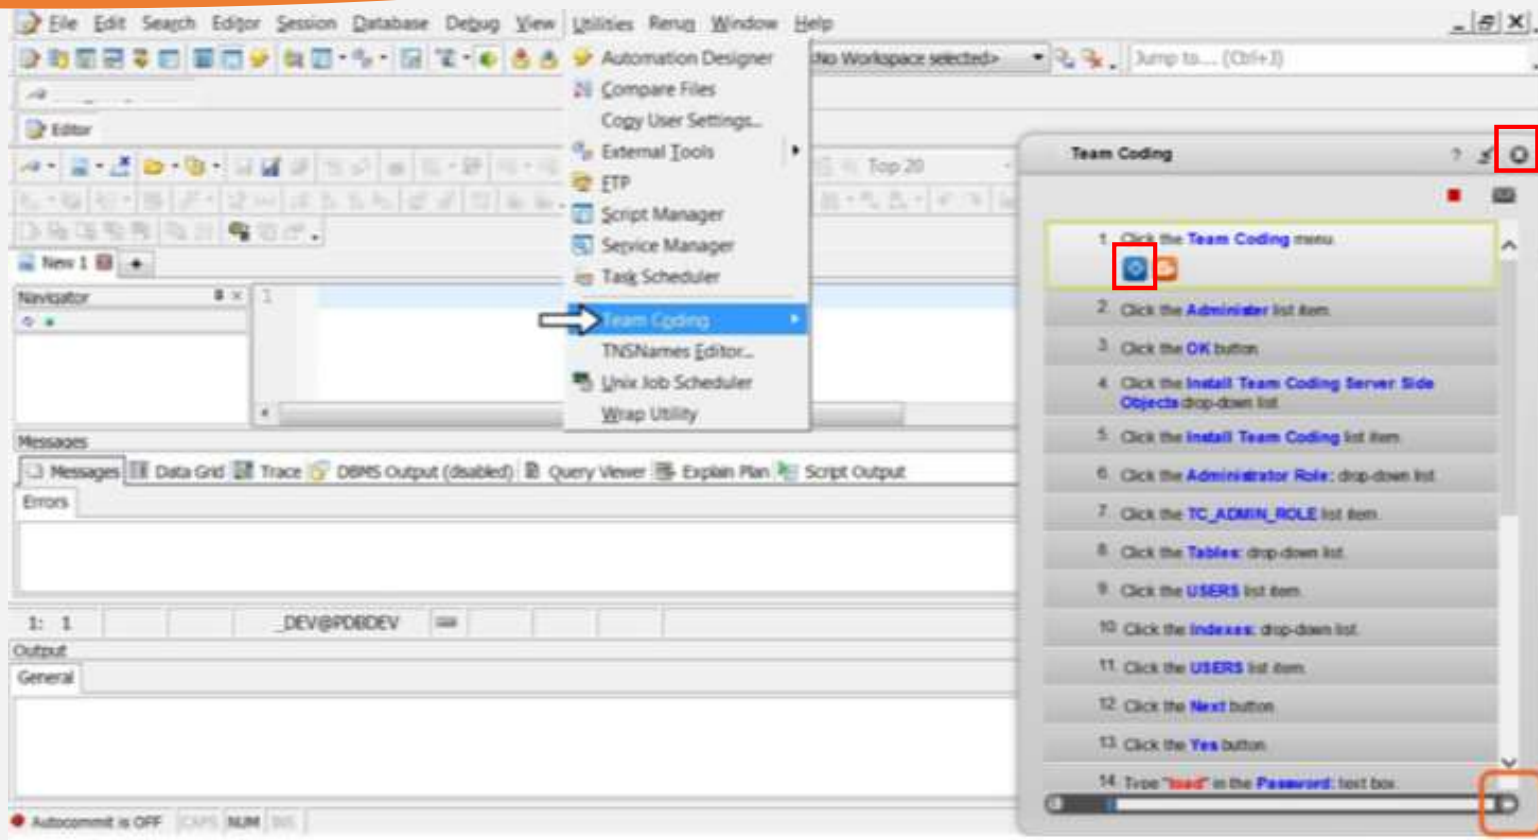 File Edit Search Editor Session Database Debug View Utilities Rerun Window Help
<No Workspace selected> Jump to... (Ctrl+J)
Automation Designer
Compare Files
Copy User Settings...
External Tools
FTP
Script Manager
Service Manager
Task Scheduler
Team Coding
TNSNames Editor...
Unix Job Scheduler
Wrap Utility
Editor
Top 20
New 1
Navigator
1
Messages
Messages Data Grid Trace DBMS Output (disabled) Query Viewer Explain Plan Script Output
Errors
1: 1 _DEV@PDBDEV
Output
General
Autocommit is OFF CAPS NUM INS
Team Coding ?
1. Click the Team Coding menu.
2. Click the Administer list item.
3. Click the OK button.
4. Click the Install Team Coding Server Side
Objects drop-down list.
5. Click the Install Team Coding list item.
6. Click the Administrator Role: drop-down list.
7. Click the TC_ADMIN_ROLE list item.
8. Click the Tables: drop-down list.
9. Click the USERS list item.
10. Click the Indexes: drop-down list.
11. Click the USERS list item.
12. Click the Next button.
13. Click the Yes button.
14. Type "toad" in the Password: text box.